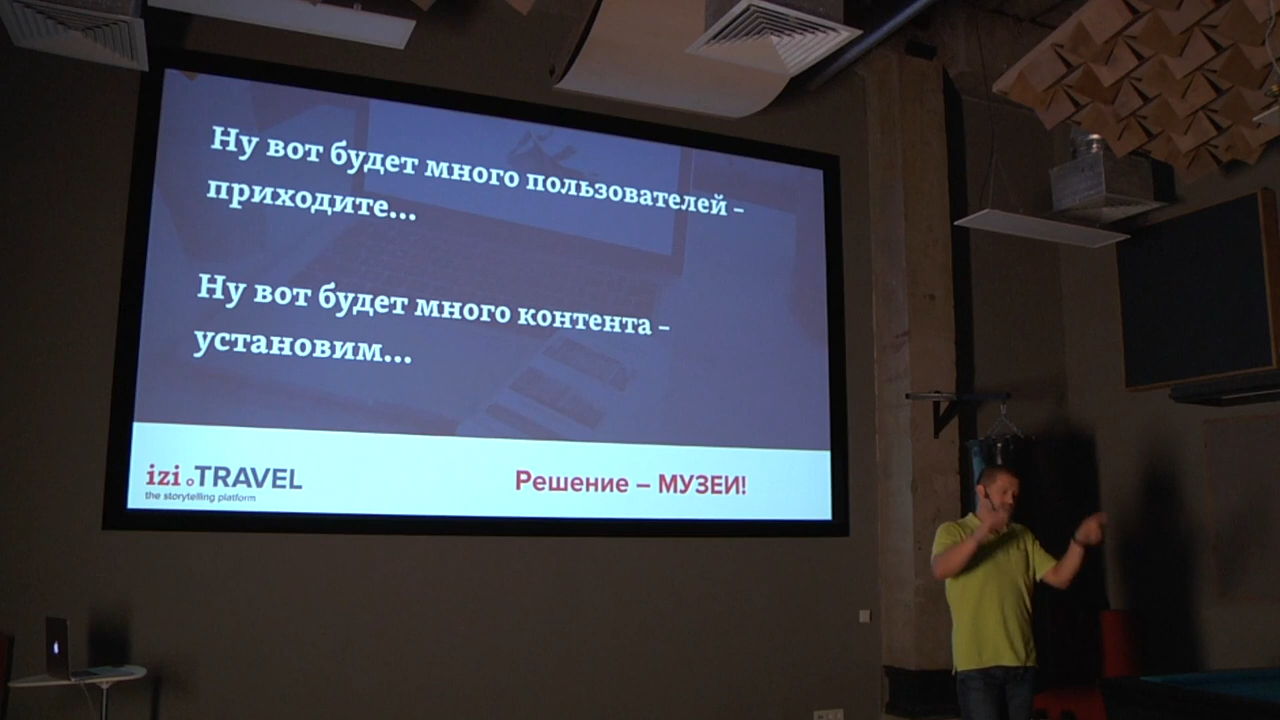 Ну вот будет много пользователей –
приходите...
Ну вот будет много контента –
установим...
izi.TRAVEL
the storytelling platform
Решение – МУЗЕИ!